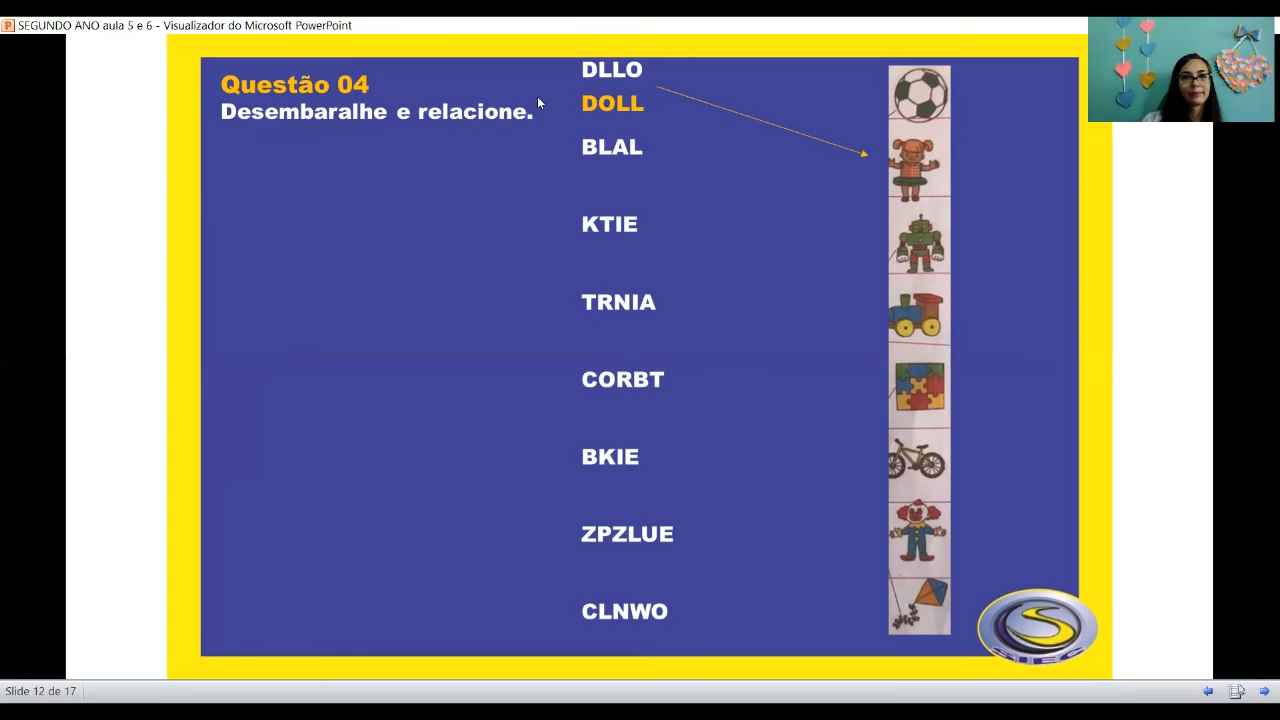 SEGUNDO ANO aula 5 e 6 - Visualizador do Microsoft PowerPoint
Questão 04
Desembaralhe e relacione.
DLLO
DOLL
BLAL
KTIE
TRNIA
CORBT
BKIE
ZPZLUE
CLNWO
S
SIEC
Slide 12 de 17